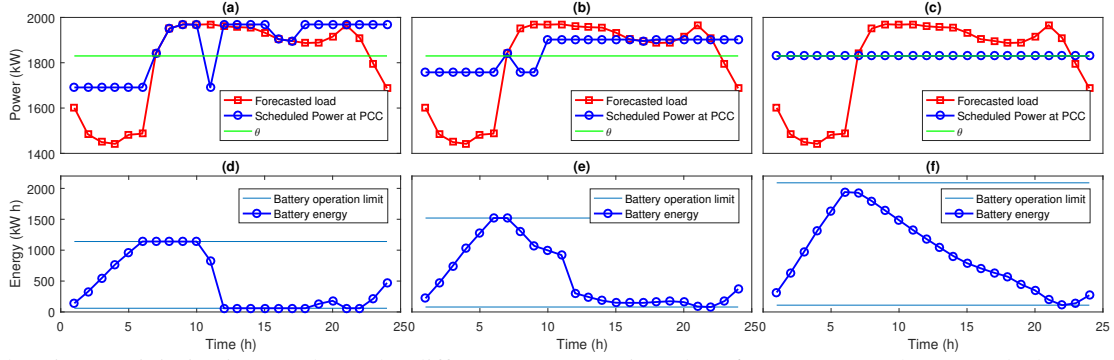 (a)
(b)
(c)
2000
1800
1600
1400
Power (kW)
Forecasted load
Scheduled Power at PCC
θ
Forecasted load
Scheduled Power at PCC
θ
Forecasted load
Scheduled Power at PCC
θ
(d)
(e)
(f)
2000
1500
1000
500
0
Energy (kW h)
Battery operation limit
Battery energy
Battery operation limit
Battery energy
Battery operation limit
Battery energy
0 5 10 15 20 25
5 10 15 20 25
5 10 15 20 25
Time (h)
Time (h)
Time (h)